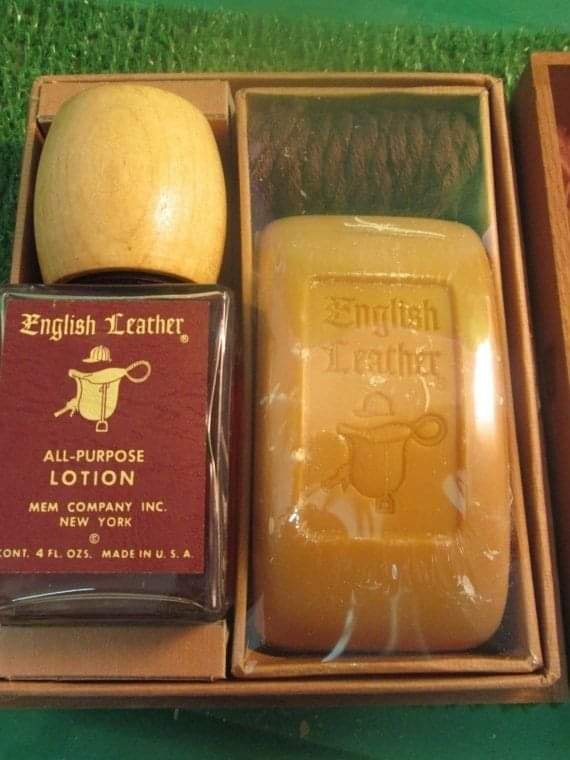 English Leather®
ALL-PURPOSE
LOTION
MEM COMPANY INC.
NEW YORK
©
CONT. 4 FL. OZS. MADE IN U.S.A.
English
Leather®